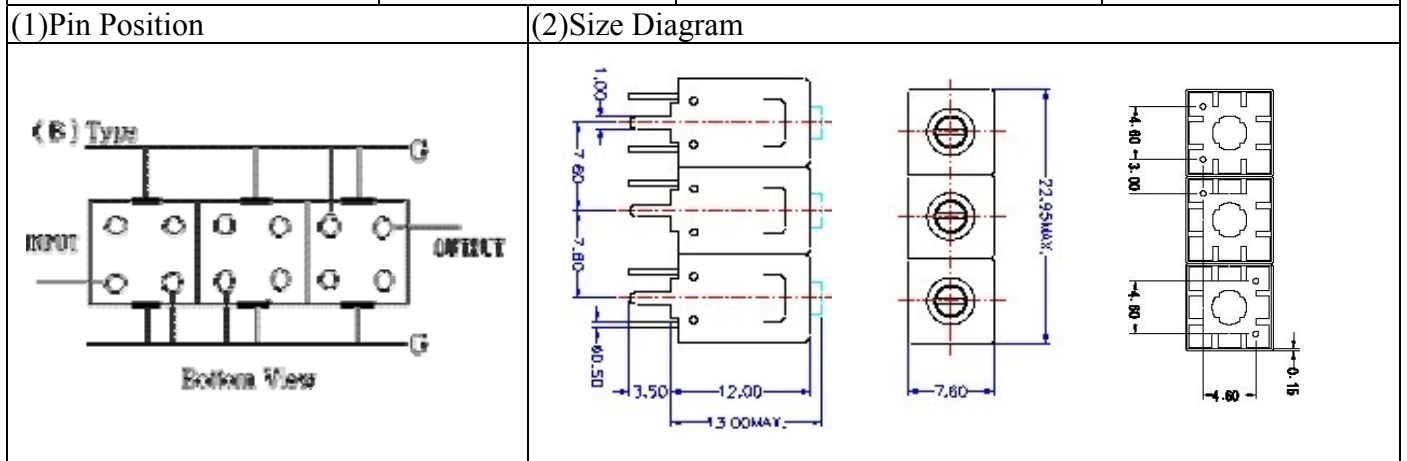 (1)Pin Position
(2)Size Diagram
(B) Type
G
INPUT
OUTPUT
G
Bottom View
1.00
7.60
7.60
ϕ0.50
3.50
12.00
13.00MAX.
22.95MAX.
7.60
4.60
3.00
4.60
0.15
4.60